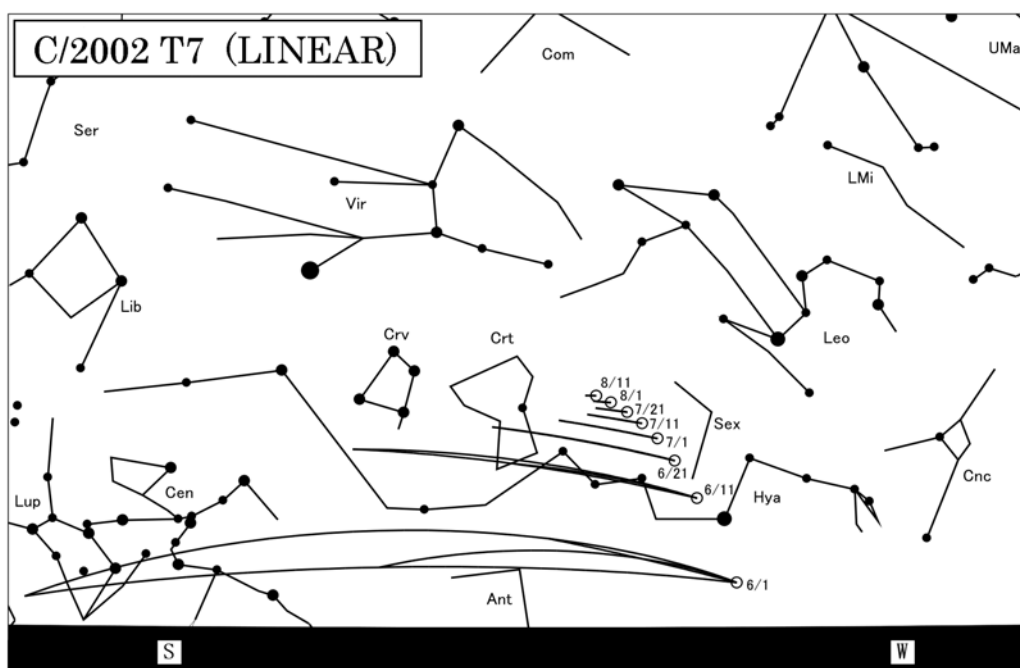 C/2002 T7 (LINEAR)
Com
UMa
Ser
LMi
Vir
Lib
Crv
Crt
Leo
8/11
8/1
7/21
7/11
7/1
6/21
6/11
Sex
Lup
Cen
Hya
Cnc
Ant
6/1
S
W